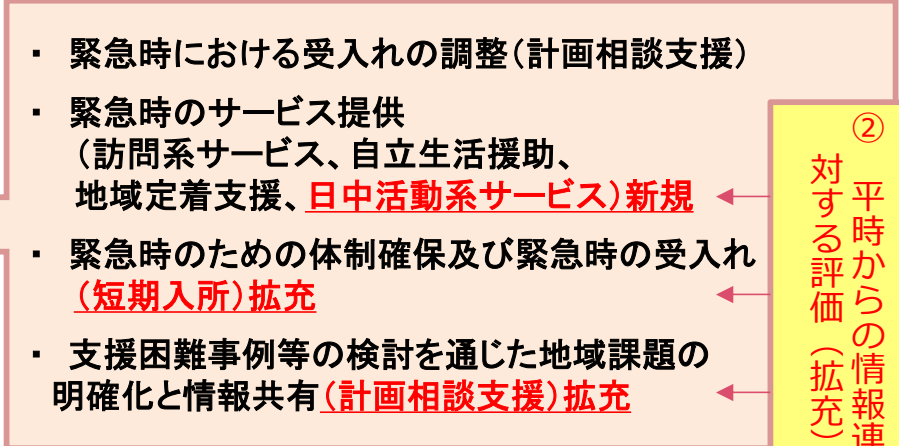 ・ 緊急時における受入れの調整(計画相談支援)
・ 緊急時のサービス提供
(訪問系サービス、自立生活援助、
地域定着支援、日中活動系サービス)新規
・ 緊急時のための体制確保及び緊急時の受入れ
(短期入所)拡充
・ 支援困難事例等の検討を通じた地域課題の
明確化と情報共有(計画相談支援)拡充
② 平時からの情報連
対する評価(拡充)